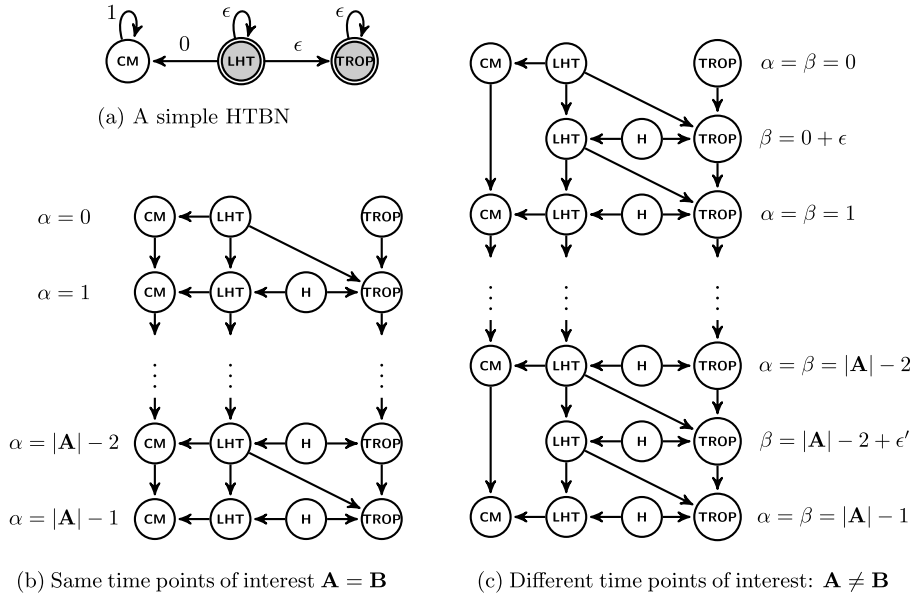 1 0 ϵ ϵ ϵ
CM LHT TROP
(a) A simple HTBN
α = 0 CM LHT TROP
α = 1 CM LHT H TROP
⋮ ⋮ ⋮
α = |A| − 2 CM LHT H TROP
α = |A| − 1 CM LHT H TROP
(b) Same time points of interest A = B
CM LHT TROP α = β = 0
LHT H TROP β = 0 + ϵ
CM LHT H TROP α = β = 1
⋮ ⋮ ⋮
CM LHT H TROP α = β = |A| − 2
LHT H TROP β = |A| − 2 + ϵ′
CM LHT H TROP α = β = |A| − 1
(c) Different time points of interest: A ≠ B